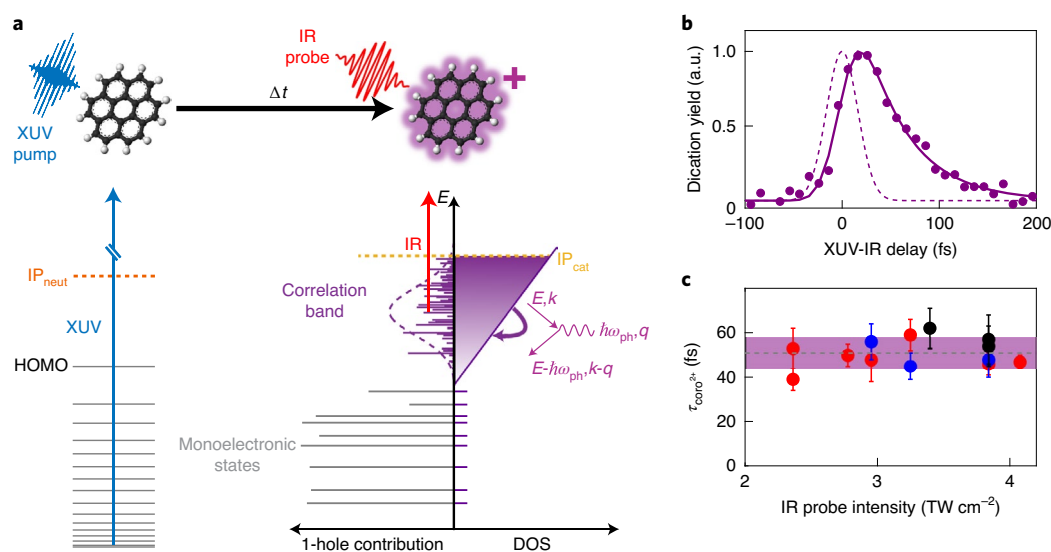 a
IR
probe
XUV
pump
Δt
+
E
IR
IP_neut
IP_cat
Correlation
band
E,k
ħω_ph,q
XUV
E-ħω_ph,k-q
HOMO
Monoelectronic
states
1-hole contribution
DOS
b
Dication yield (a.u.)
1.0
0.5
0
−100
0
100
200
XUV-IR delay (fs)
c
τ_coro²⁺ (fs)
80
60
40
20
0
2
3
4
IR probe intensity (TW cm⁻²)